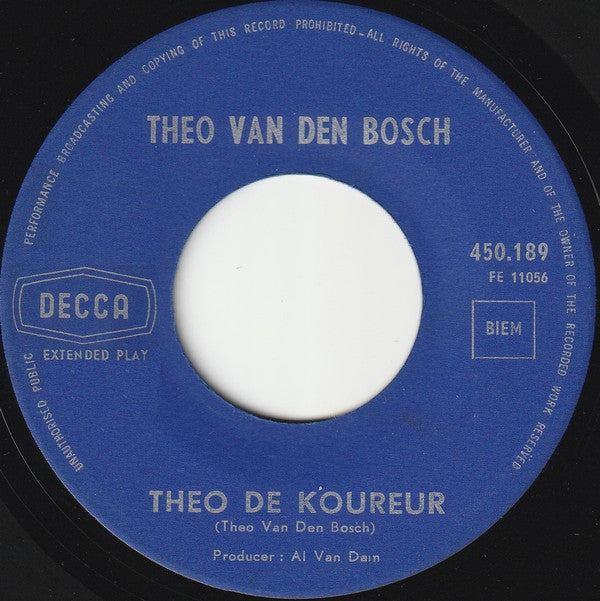 UNAUTHORISED PUBLIC PERFORMANCE BROADCASTING AND COPYING OF THIS RECORD PROHIBITED–ALL RIGHTS OF THE MANUFACTURER AND OF THE OWNER OF THE RECORDED WORK RESERVED
THEO VAN DEN BOSCH
450.189
FE 11056
DECCA
BIEM
EXTENDED PLAY
THEO DE KOUREUR
(Theo Van Den Bosch)
Producer : Al Van Dam